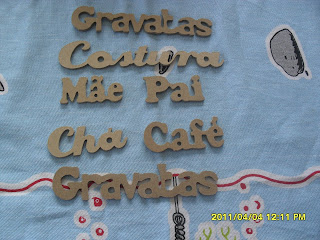 Gravatas
Costura
Mãe Pai
Chá Café
Gravatas
2011/04/04 12:11 PM